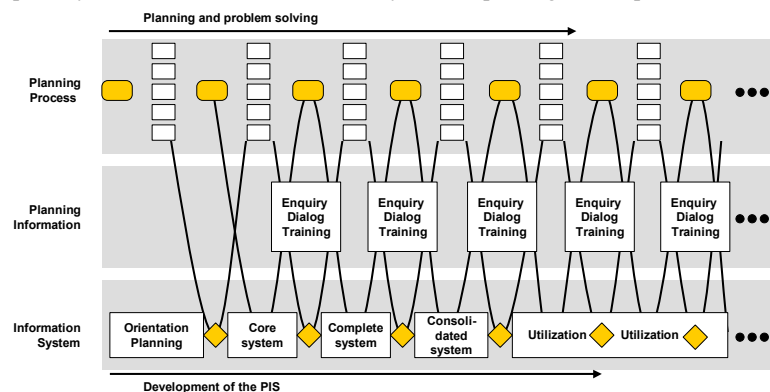 Planning and problem solving
Planning
Process
Planning
Information
Enquiry
Dialog
Training
Enquiry
Dialog
Training
Enquiry
Dialog
Training
Enquiry
Dialog
Training
Enquiry
Dialog
Training
Information
System
Orientation
Planning
Core
system
Complete
system
Consoli-
dated
system
Utilization
Utilization
Development of the PIS